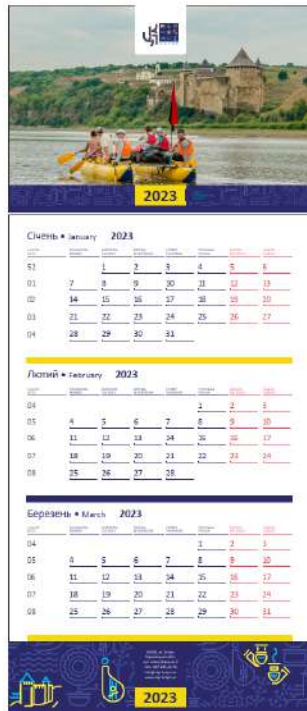 2023
Січень • January 2023
52 1 2 3 4 5 6
01 7 8 9 10 11 12 13
02 14 15 16 17 18 19 20
03 21 22 23 24 25 26 27
04 28 29 30 31
Лютий • February 2023
04 1 2 3
05 4 5 6 7 8 9 10
06 11 12 13 14 15 16 17
07 18 19 20 21 22 23 24
08 25 26 27 28
Березень • March 2023
04 1 2 3
05 4 5 6 7 8 9 10
06 11 12 13 14 15 16 17
07 18 19 20 21 22 23 24
08 25 26 27 28 29 30 31
2023